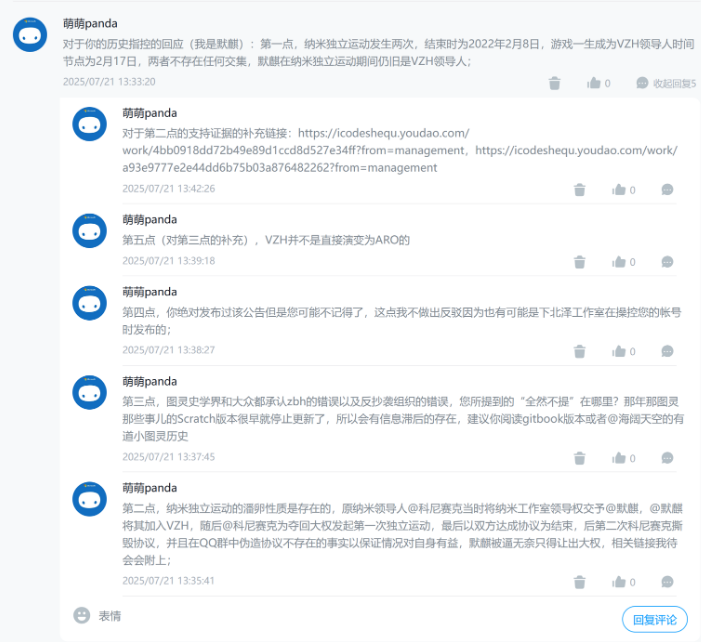 萌萌panda
对于你的历史指控的回应（我是默麒）：第一点，纳米独立运动发生两次，结束时为2022年2月8日，游戏一生成为VZH领导人时间
节点为2月17日，两者不存在任何交集，默麒在纳米独立运动期间仍旧是VZH领导人；
2025/07/21 13:33:20
0
收起回复5
萌萌panda
对于第二点的支持证据的补充链接：https://icodeshequ.youdao.com/
work/4bb0918dd72b49e89d1ccd8d527e34ff?from=management，https://icodeshequ.youdao.com/work/
a93e9777e2e44dd6b75b03a876482262?from=management
2025/07/21 13:42:26
0
萌萌panda
第五点（对第三点的补充），VZH并不是直接演变为ARO的
2025/07/21 13:39:18
0
萌萌panda
第四点，你绝对发布过该公告但是您可能不记得了，这点我不做出反驳因为也有可能是下北泽工作室在操控您的帐号
时发布的；
2025/07/21 13:38:27
0
萌萌panda
第三点，图灵史学界和大众都承认zbh的错误以及反抄袭组织的错误，您所提到的“全然不提”在哪里？那年那图灵
那些事儿的Scratch版本很早就停止更新了，所以会有信息滞后的存在，建议你阅读gitbook版本或者@海阔天空的有
道小图灵历史
2025/07/21 13:37:45
0
萌萌panda
第二点，纳米独立运动的潘卵性质是存在的，原纳米领导人@科尼赛克当时将纳米工作室领导权交予@默麒，@默麒
将其加入VZH，随后@科尼赛克为夺回大权发起第一次独立运动，最后以双方达成协议为结束，后第二次科尼赛克撕
毁协议，并且在QQ群中伪造协议不存在的事实以保证情况对自身有益，默麒被逼无奈只得让出大权，相关链接我待
会会附上；
2025/07/21 13:35:41
0
表情
回复评论